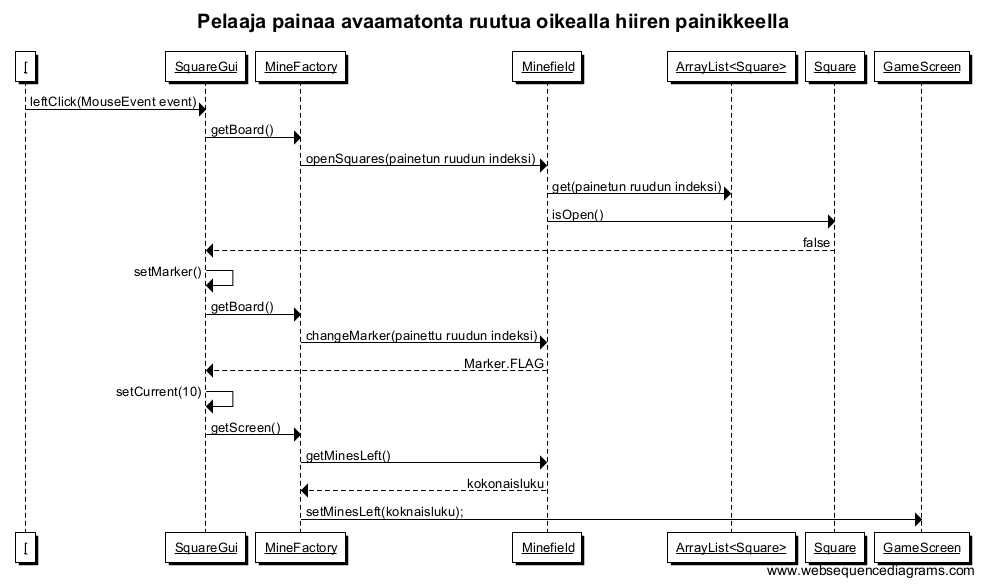 Pelaaja painaa avaamatonta ruutua oikealla hiiren painikkeella
[ SquareGui MineFactory Minefield ArrayList<Square> Square GameScreen
leftClick(MouseEvent event)
getBoard()
openSquares(painetun ruudun indeksi)
get(painetun ruudun indeksi)
isOpen()
false
setMarker()
getBoard()
changeMarker(painettu ruudun indeksi)
Marker.FLAG
setCurrent(10)
getScreen()
getMinesLeft()
kokonaisluku
setMinesLeft(koknaisluku);
[ SquareGui MineFactory Minefield ArrayList<Square> Square GameScreen
www.websequencediagrams.com